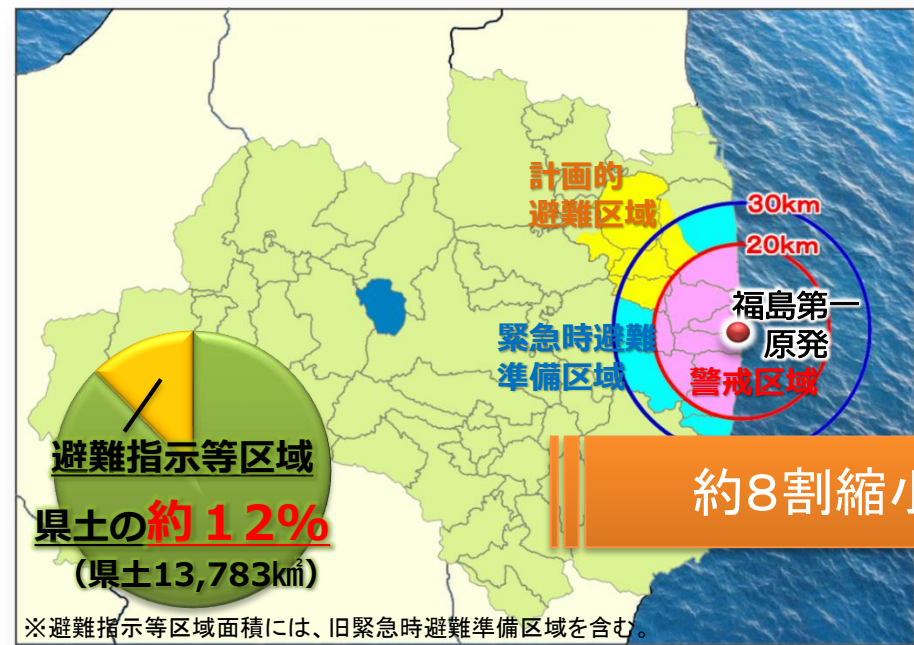 計画的
避難区域
30km
20km
福島第一
原発
緊急時避難
準備区域
警戒区域
避難指示等区域
県土の約12%
(県土13,783㎢)
約8割縮小
※避難指示等区域面積には、旧緊急時避難準備区域を含む。